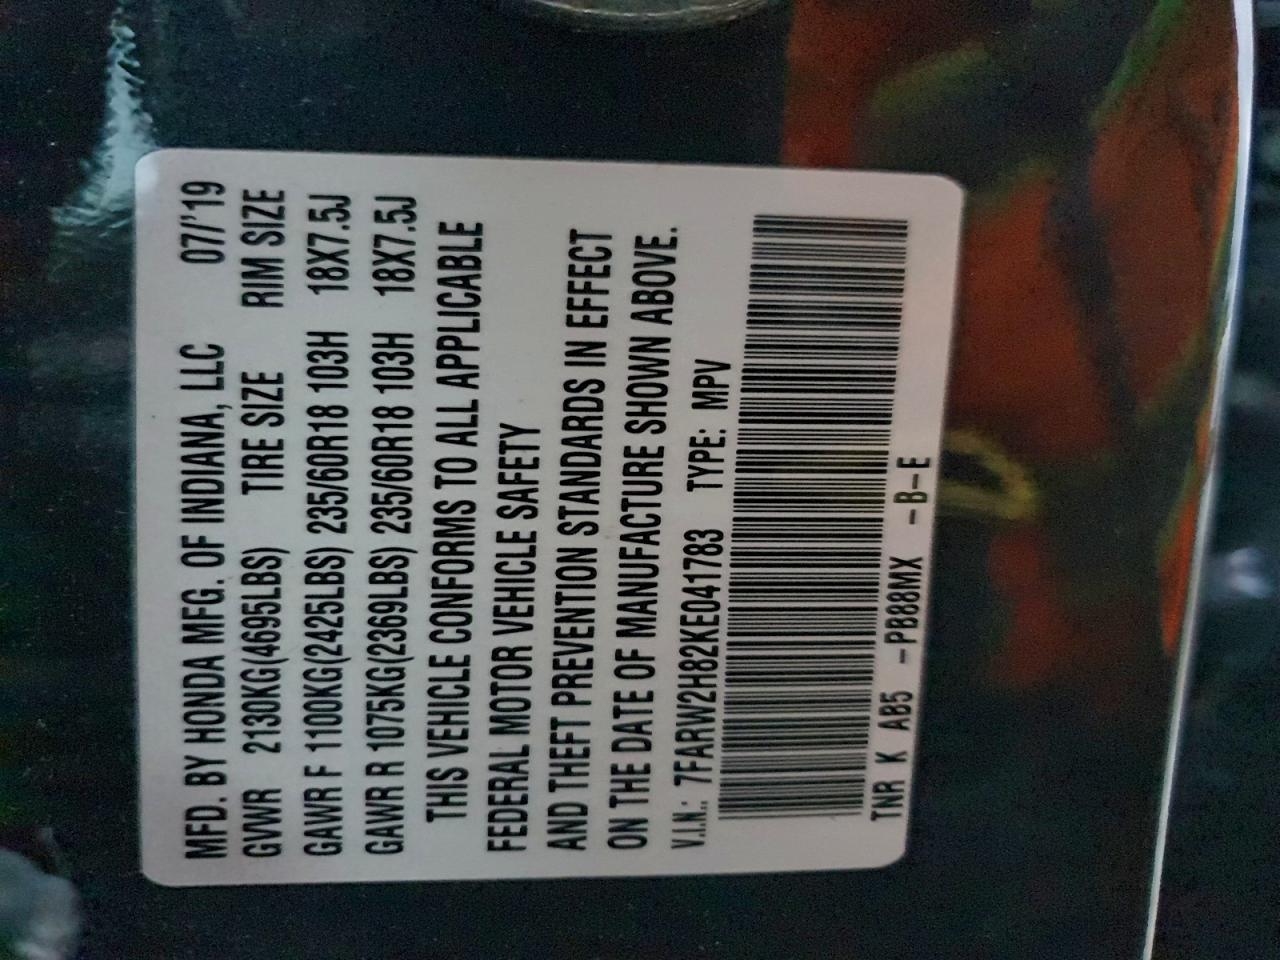 MFD. BY HONDA MFG. OF INDIANA, LLC 07/'19
GVWR 2130KG(4695LBS) TIRE SIZE RIM SIZE
GAWR F 1100KG(2425LBS) 235/60R18 103H 18X7.5J
GAWR R 1075KG(2369LBS) 235/60R18 103H 18X7.5J
THIS VEHICLE CONFORMS TO ALL APPLICABLE
FEDERAL MOTOR VEHICLE SAFETY
AND THEFT PREVENTION STANDARDS IN EFFECT
ON THE DATE OF MANUFACTURE SHOWN ABOVE.
V.I.N.: 7FARW2H82KE041783 TYPE: MPV
TNR K AB5 -PB88MX -B-E